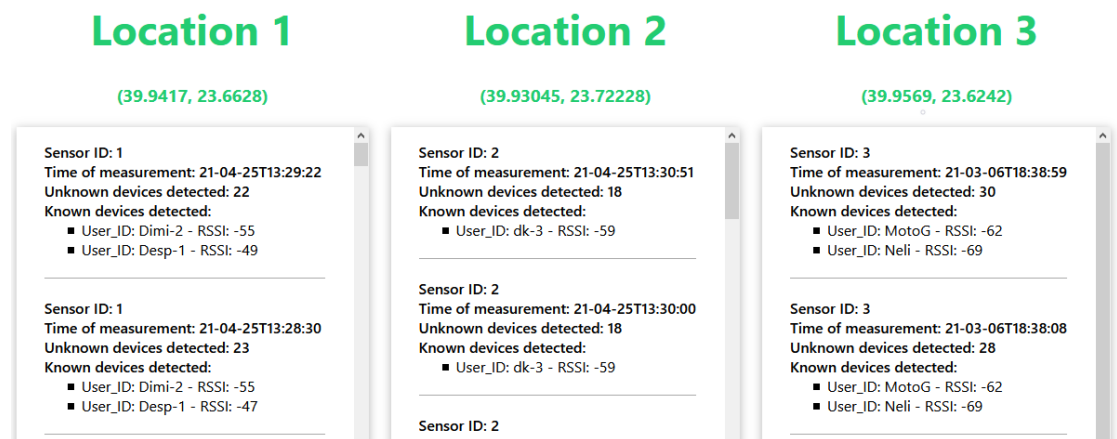 Location 1
(39.9417, 23.6628)
Sensor ID: 1
Time of measurement: 21-04-25T13:29:22
Unknown devices detected: 22
Known devices detected:
User_ID: Dimi-2 - RSSI: -55
User_ID: Desp-1 - RSSI: -49
Sensor ID: 1
Time of measurement: 21-04-25T13:28:30
Unknown devices detected: 23
Known devices detected:
User_ID: Dimi-2 - RSSI: -55
User_ID: Desp-1 - RSSI: -47
Location 2
(39.93045, 23.72228)
Sensor ID: 2
Time of measurement: 21-04-25T13:30:51
Unknown devices detected: 18
Known devices detected:
User_ID: dk-3 - RSSI: -59
Sensor ID: 2
Time of measurement: 21-04-25T13:30:00
Unknown devices detected: 18
Known devices detected:
User_ID: dk-3 - RSSI: -59
Sensor ID: 2
Location 3
(39.9569, 23.6242)
Sensor ID: 3
Time of measurement: 21-03-06T18:38:59
Unknown devices detected: 30
Known devices detected:
User_ID: MotoG - RSSI: -62
User_ID: Neli - RSSI: -69
Sensor ID: 3
Time of measurement: 21-03-06T18:38:08
Unknown devices detected: 28
Known devices detected:
User_ID: MotoG - RSSI: -62
User_ID: Neli - RSSI: -69